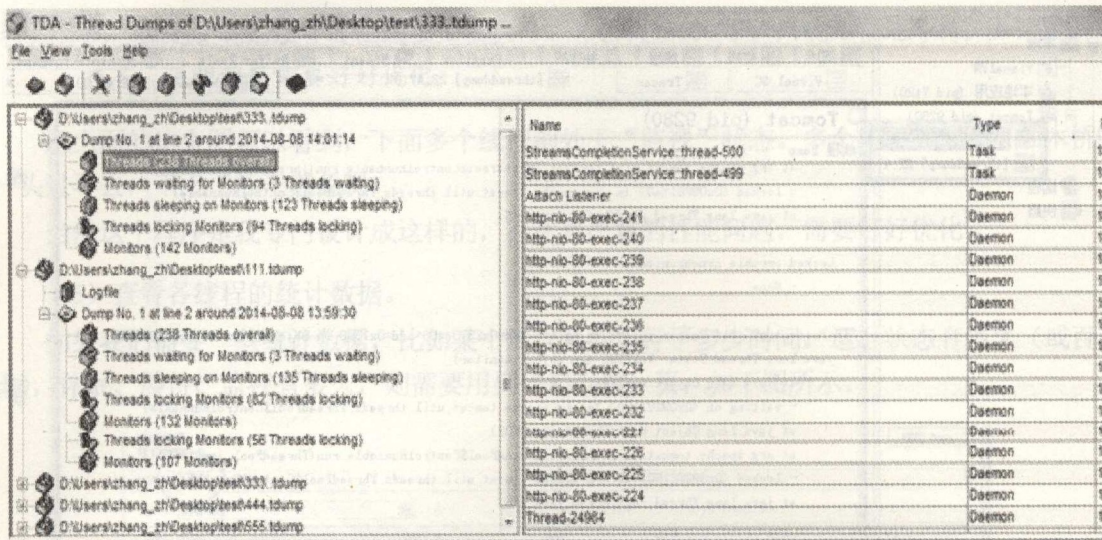 TDA - Thread Dumps of D:\Users\zhang_zh\Desktop\test\333.tdump ...
File View Tools Help
D:\Users\zhang_zh\Desktop\test\333.tdump
Dump No. 1 at line 2 around 2014-08-08 14:01:14
Threads (238 Threads overall)
Threads waiting for Monitors (3 Threads waiting)
Threads sleeping on Monitors (123 Threads sleeping)
Threads locking Monitors (94 Threads locking)
Monitors (142 Monitors)
D:\Users\zhang_zh\Desktop\test\111.tdump
Logfile
Dump No. 1 at line 2 around 2014-08-08 13:59:30
Threads (238 Threads overall)
Threads waiting for Monitors (3 Threads waiting)
Threads sleeping on Monitors (135 Threads sleeping)
Threads locking Monitors (82 Threads locking)
Monitors (132 Monitors)
Threads locking Monitors (56 Threads locking)
Monitors (107 Monitors)
D:\Users\zhang_zh\Desktop\test\333.tdump
D:\Users\zhang_zh\Desktop\test\444.tdump
D:\Users\zhang_zh\Desktop\test\555.tdump
Name Type
StreamsCompletionService::thread-500 Task
StreamsCompletionService::thread-499 Task
Attach Listener Daemon
http-nio-80-exec-241 Daemon
http-nio-80-exec-240 Daemon
http-nio-80-exec-239 Daemon
http-nio-80-exec-238 Daemon
http-nio-80-exec-237 Daemon
http-nio-80-exec-236 Daemon
http-nio-80-exec-235 Daemon
http-nio-80-exec-234 Daemon
http-nio-80-exec-233 Daemon
http-nio-80-exec-232 Daemon
http-nio-80-exec-227 Daemon
http-nio-80-exec-226 Daemon
http-nio-80-exec-225 Daemon
http-nio-80-exec-224 Daemon
Thread-24964 Daemon